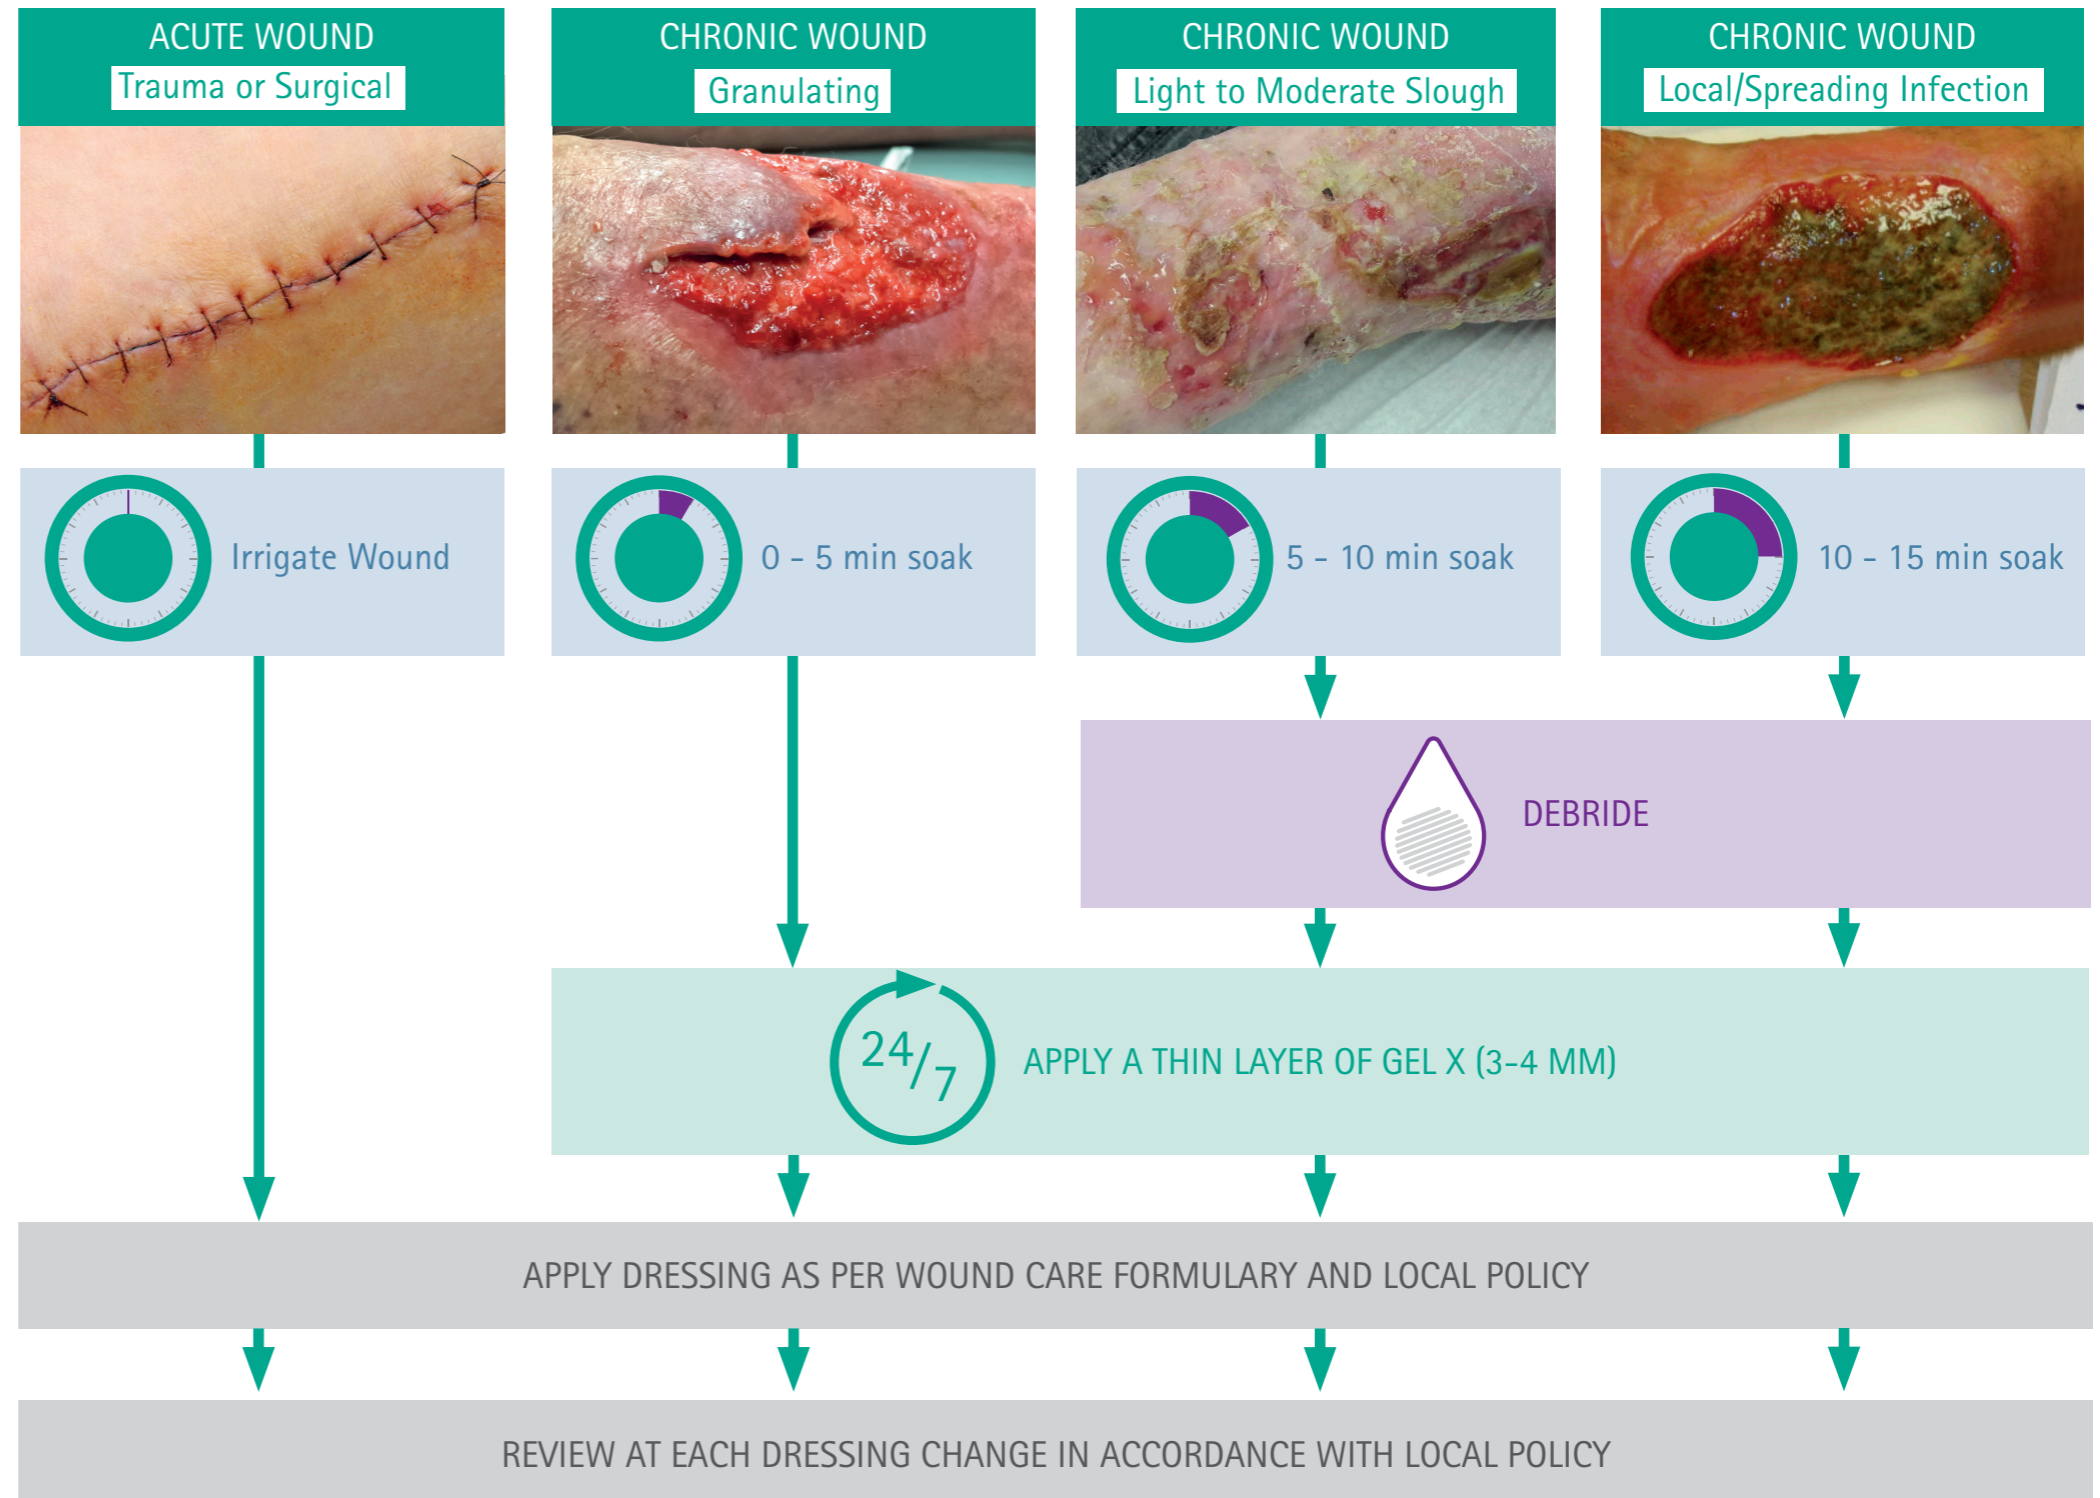 ACUTE WOUND
Trauma or Surgical
CHRONIC WOUND
Granulating
CHRONIC WOUND
Light to Moderate Slough
CHRONIC WOUND
Local/Spreading Infection
Irrigate Wound
0 - 5 min soak
5 - 10 min soak
10 - 15 min soak
DEBRIDE
24/7
APPLY A THIN LAYER OF GEL X (3-4 MM)
APPLY DRESSING AS PER WOUND CARE FORMULARY AND LOCAL POLICY
REVIEW AT EACH DRESSING CHANGE IN ACCORDANCE WITH LOCAL POLICY